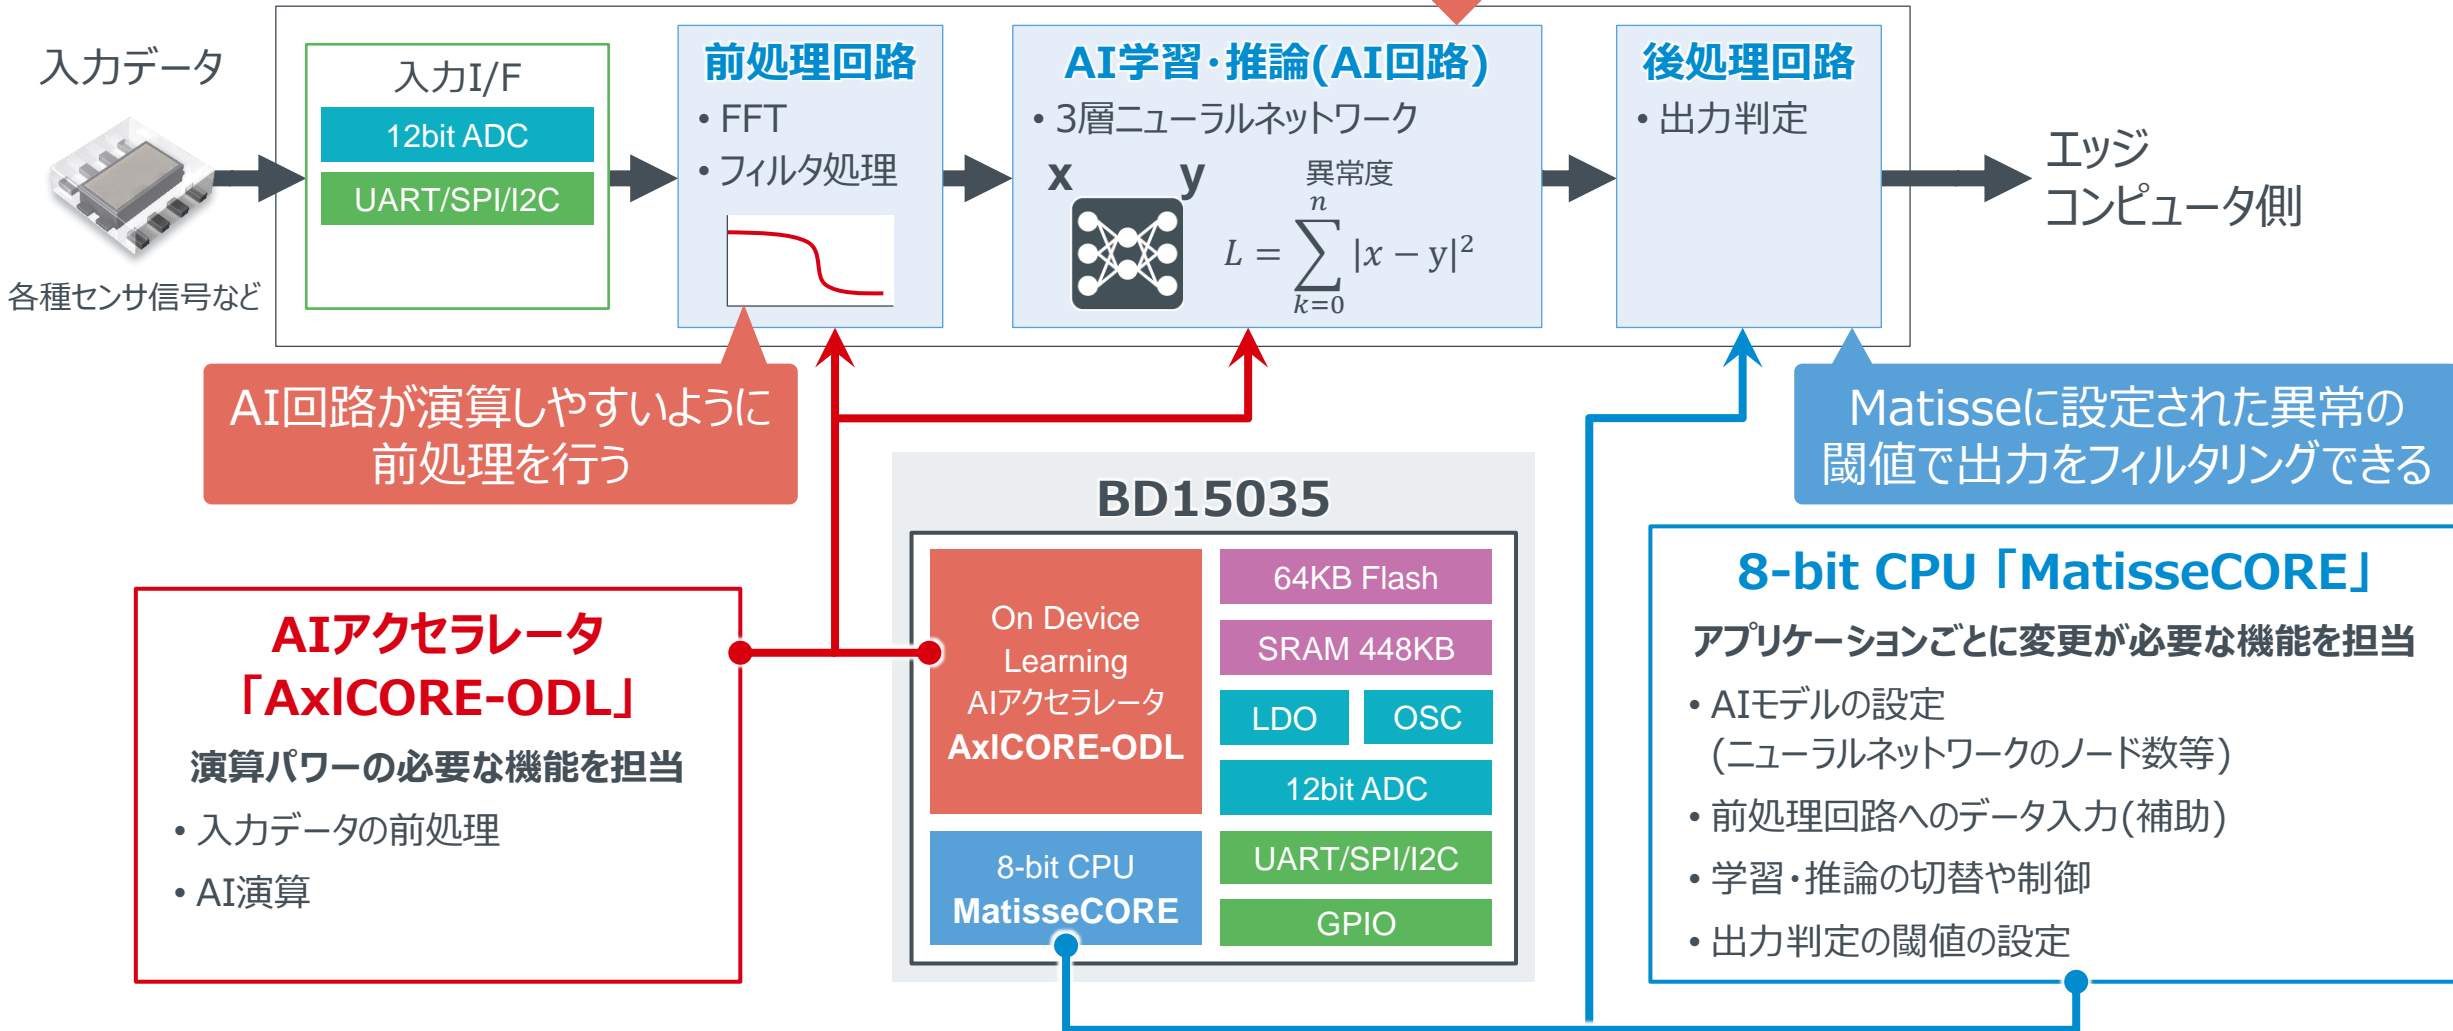 入力データ
各種センサ信号など
入力I/F
12bit ADC
UART/SPI/I2C
前処理回路
• FFT
• フィルタ処理
AI学習・推論(AI回路)
• 3層ニューラルネットワーク
x y
異常度
L = \sum_{k=0}^{n} |x − y|²
後処理回路
• 出力判定
エッジ
コンピュータ側
AI回路が演算しやすいように
前処理を行う
Matisseに設定された異常の
閾値で出力をフィルタリングできる
AIアクセラレータ
「AxlCORE-ODL」
演算パワーの必要な機能を担当
• 入力データの前処理
• AI演算
BD15035
On Device
Learning
AIアクセラレータ
AxlCORE-ODL
8-bit CPU
MatisseCORE
64KB Flash
SRAM 448KB
LDO OSC
12bit ADC
UART/SPI/I2C
GPIO
8-bit CPU「MatisseCORE」
アプリケーションごとに変更が必要な機能を担当
• AIモデルの設定
(ニューラルネットワークのノード数等)
• 前処理回路へのデータ入力(補助)
• 学習・推論の切替や制御
• 出力判定の閾値の設定